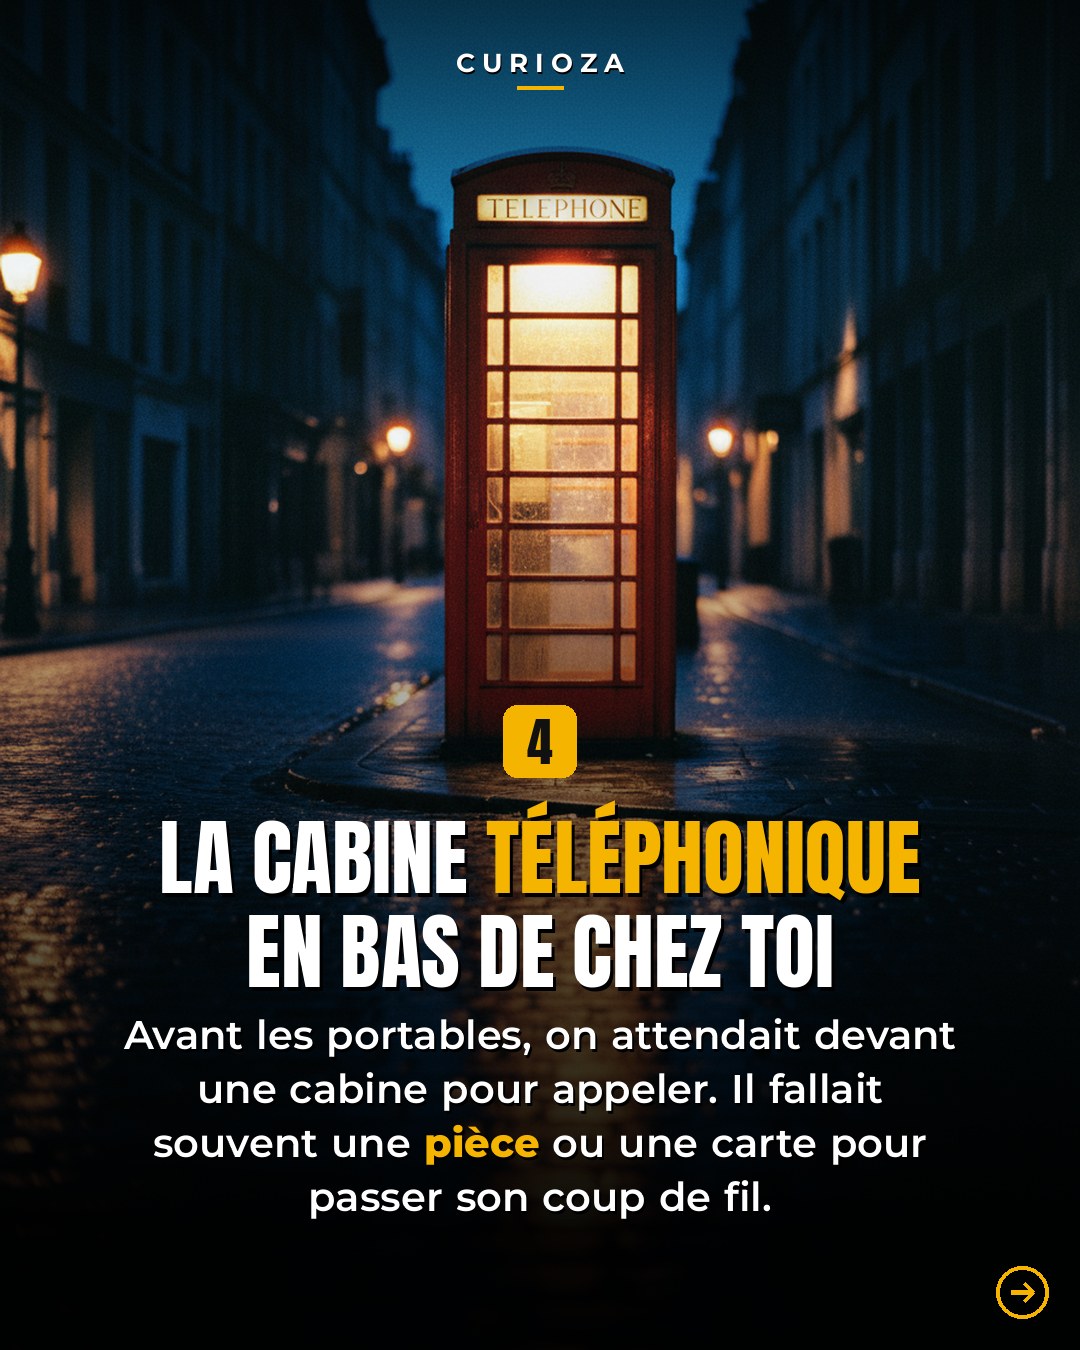 CURIOZA
TELEPHONE
4
LA CABINE TÉLÉPHONIQUE
EN BAS DE CHEZ TOI
Avant les portables, on attendait devant
une cabine pour appeler. Il fallait
souvent une pièce ou une carte pour
passer son coup de fil.